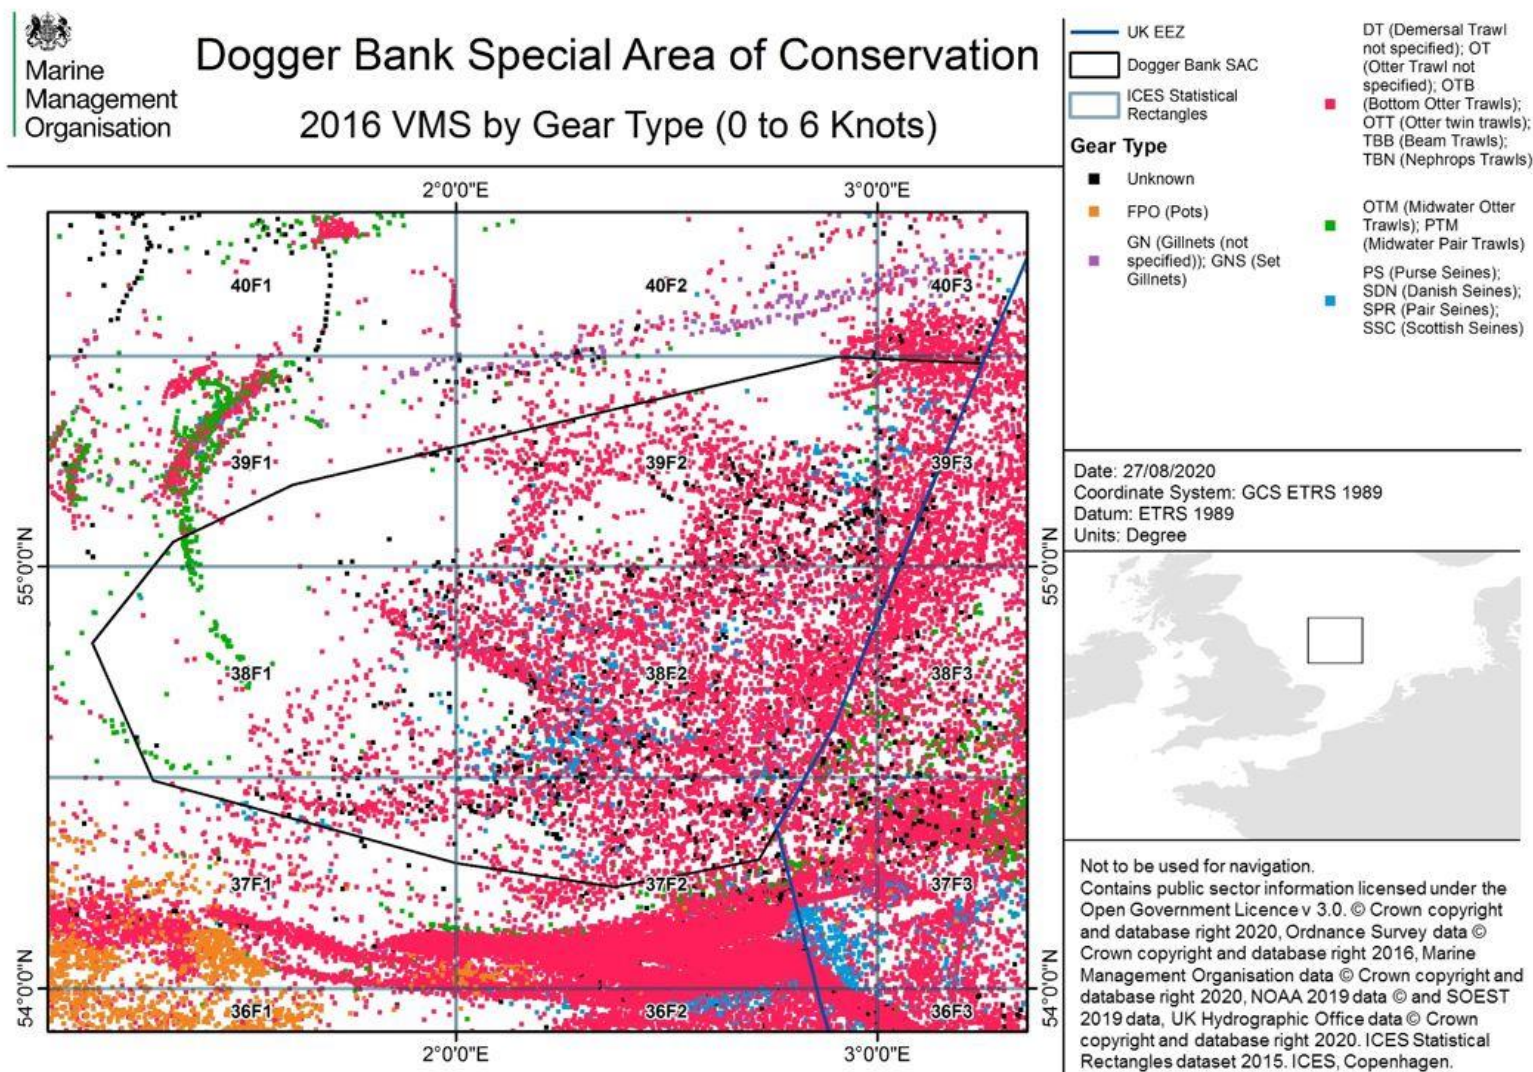 Marine
Management
Organisation
Dogger Bank Special Area of Conservation
2016 VMS by Gear Type (0 to 6 Knots)
UK EEZ
Dogger Bank SAC
ICES Statistical
Rectangles
Gear Type
Unknown
FPO (Pots)
GN (Gillnets (not
specified)); GNS (Set
Gillnets)
DT (Demersal Trawl
not specified); OT
(Otter Trawl not
specified); OTB
(Bottom Otter Trawls);
OTT (Otter twin trawls);
TBB (Beam Trawls);
TBN (Nephrops Trawls)
OTM (Midwater Otter
Trawls); PTM
(Midwater Pair Trawls)
PS (Purse Seines);
SDN (Danish Seines);
SPR (Pair Seines);
SSC (Scottish Seines)
2°0'0"E
3°0'0"E
40F1
40F2
40F3
39F1
39F2
39F3
55°0'0"N
55°0'0"N
38F1
38F2
38F3
37F1
37F2
37F3
54°0'0"N
54°0'0"N
36F1
36F2
36F3
2°0'0"E
3°0'0"E
Date: 27/08/2020
Coordinate System: GCS ETRS 1989
Datum: ETRS 1989
Units: Degree
Not to be used for navigation.
Contains public sector information licensed under the
Open Government Licence v 3.0. © Crown copyright
and database right 2020, Ordnance Survey data ©
Crown copyright and database right 2016, Marine
Management Organisation data © Crown copyright and
database right 2020, NOAA 2019 data © and SOEST
2019 data, UK Hydrographic Office data © Crown
copyright and database right 2020. ICES Statistical
Rectangles dataset 2015. ICES, Copenhagen.